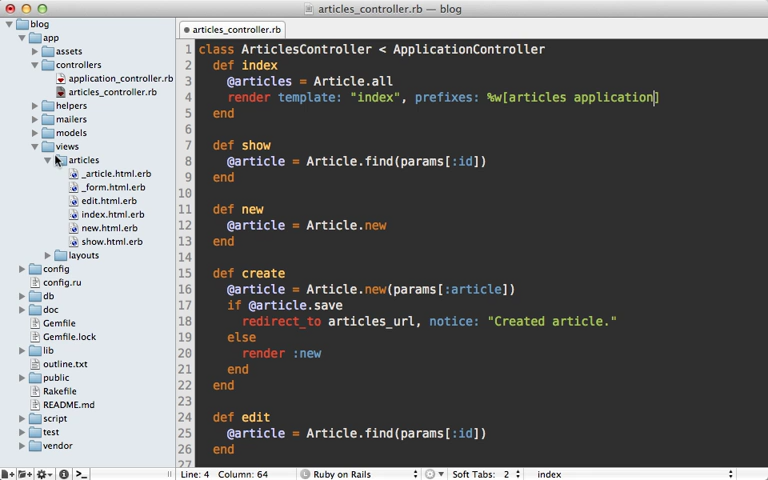 articles_controller.rb — blog
blog
app
assets
controllers
application_controller.rb
articles_controller.rb
helpers
mailers
models
views
articles
_article.html.erb
_form.html.erb
edit.html.erb
index.html.erb
new.html.erb
show.html.erb
layouts
config
config.ru
db
doc
Gemfile
Gemfile.lock
lib
outline.txt
public
Rakefile
README.md
script
test
vendor
articles_controller.rb
1 class ArticlesController < ApplicationController
2 def index
3 @articles = Article.all
4 render template: "index", prefixes: %w[articles application]
5 end
6
7 def show
8 @article = Article.find(params[:id])
9 end
10
11 def new
12 @article = Article.new
13 end
14
15 def create
16 @article = Article.new(params[:article])
17 if @article.save
18 redirect_to articles_url, notice: "Created article."
19 else
20 render :new
21 end
22 end
23
24 def edit
25 @article = Article.find(params[:id])
26 end
27
Line: 4 Column: 64 Ruby on Rails Soft Tabs: 2 index